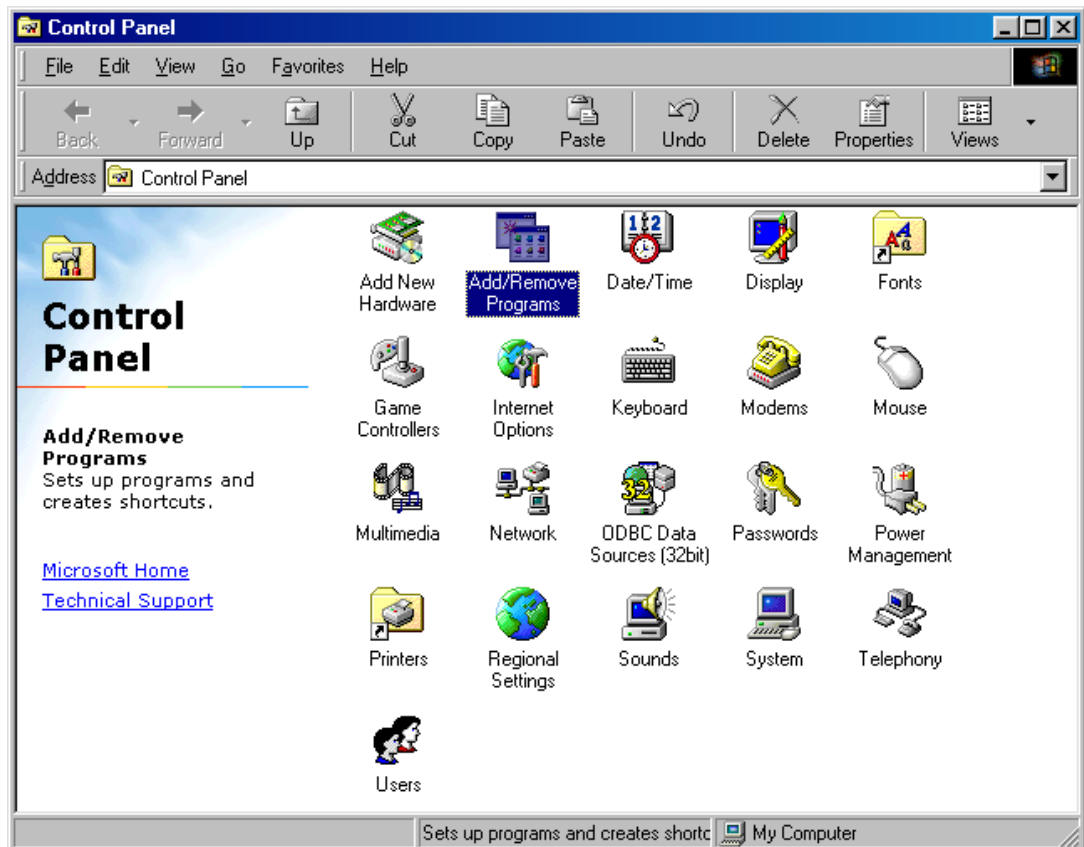 Control Panel
File Edit View Go Favorites Help
Back Forward Up Cut Copy Paste Undo Delete Properties Views
Address Control Panel
Control
Panel
Add/Remove
Programs
Sets up programs and
creates shortcuts.
Microsoft Home
Technical Support
Add New
Hardware
Add/Remove
Programs
12
Date/Time
Display
Fonts
Game
Controllers
Internet
Options
Keyboard
Modems
Mouse
Multimedia
Network
32
ODBC Data
Sources (32bit)
Passwords
Power
Management
Printers
Regional
Settings
Sounds
System
Telephony
Users
Sets up programs and creates shortc My Computer